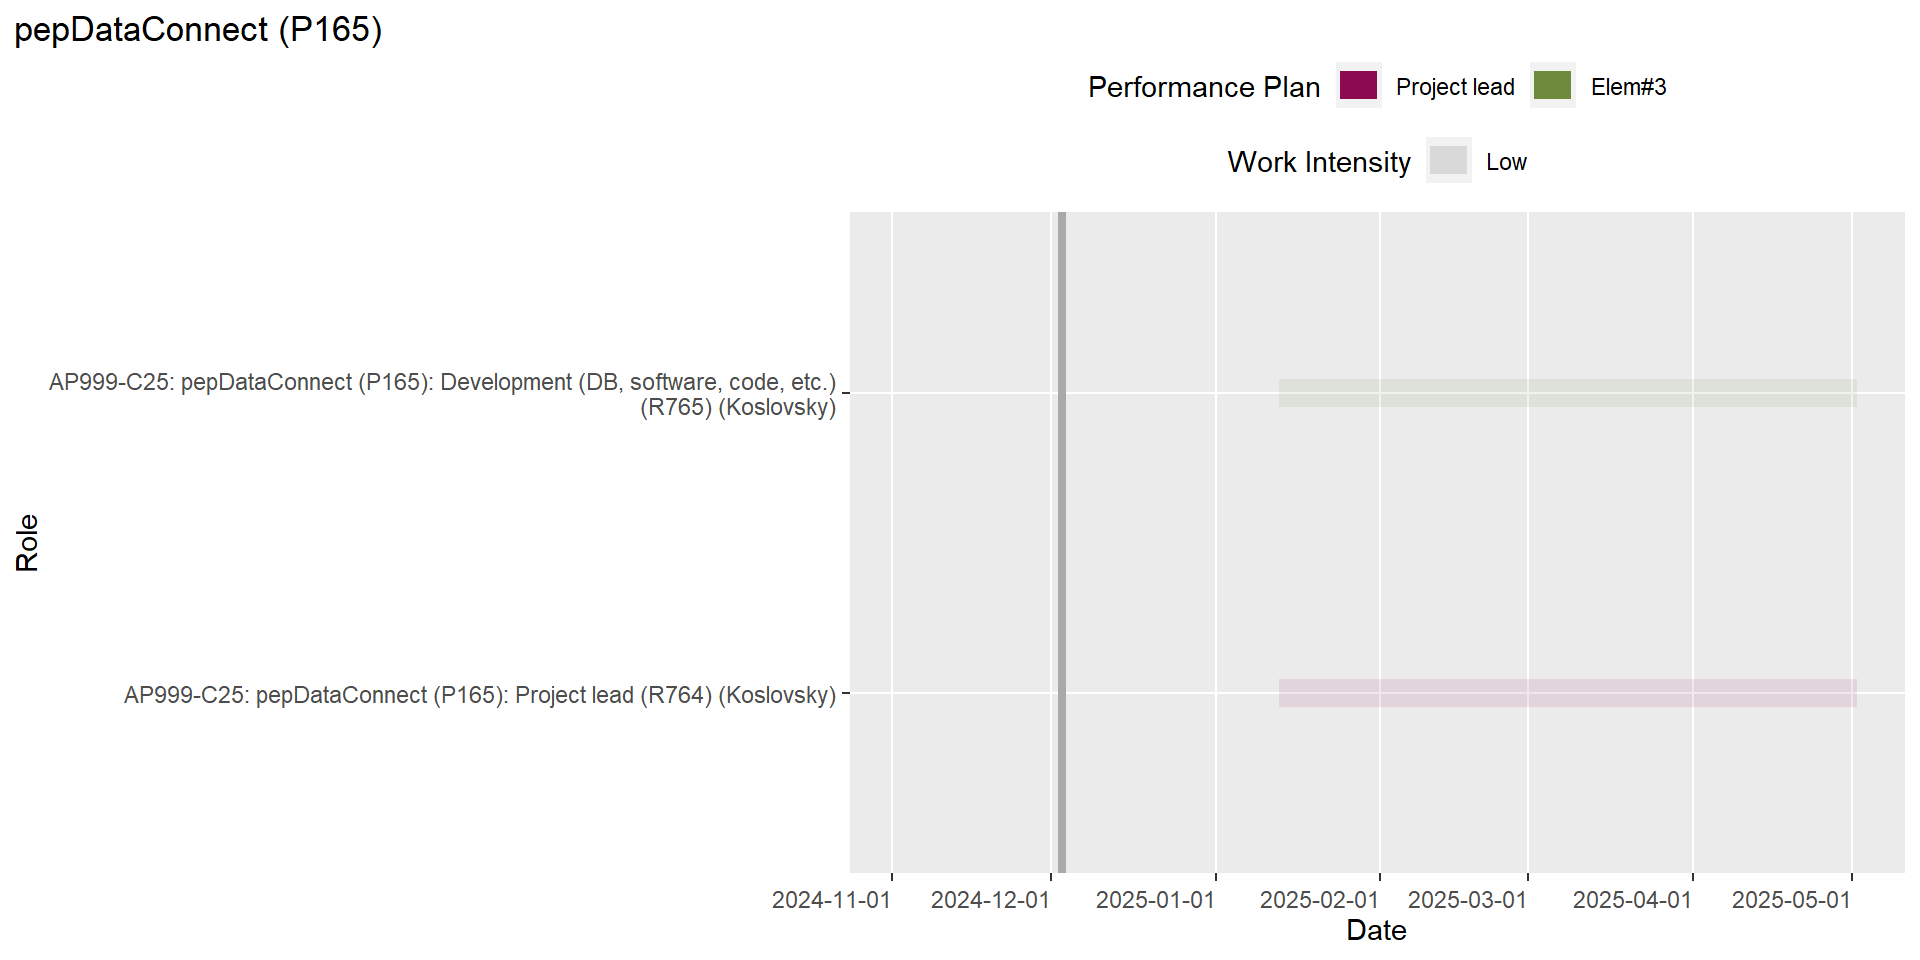 pepDataConnect (P165)
Performance Plan Project lead Elem#3
Work Intensity Low
AP999-C25: pepDataConnect (P165): Development (DB, software, code, etc.)
(R765) (Koslovsky)
Role
AP999-C25: pepDataConnect (P165): Project lead (R764) (Koslovsky)
2024-11-01 2024-12-01 2025-01-01 2025-02-01 2025-03-01 2025-04-01 2025-05-01
Date